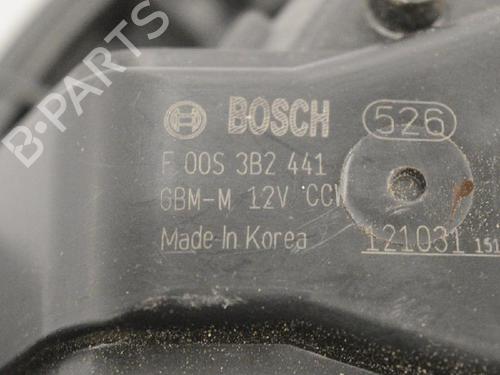 B-PARTS
BOSCH 526
F 00S 3B2 441
GBM-M 12V CCW
Made in Korea 121031 151